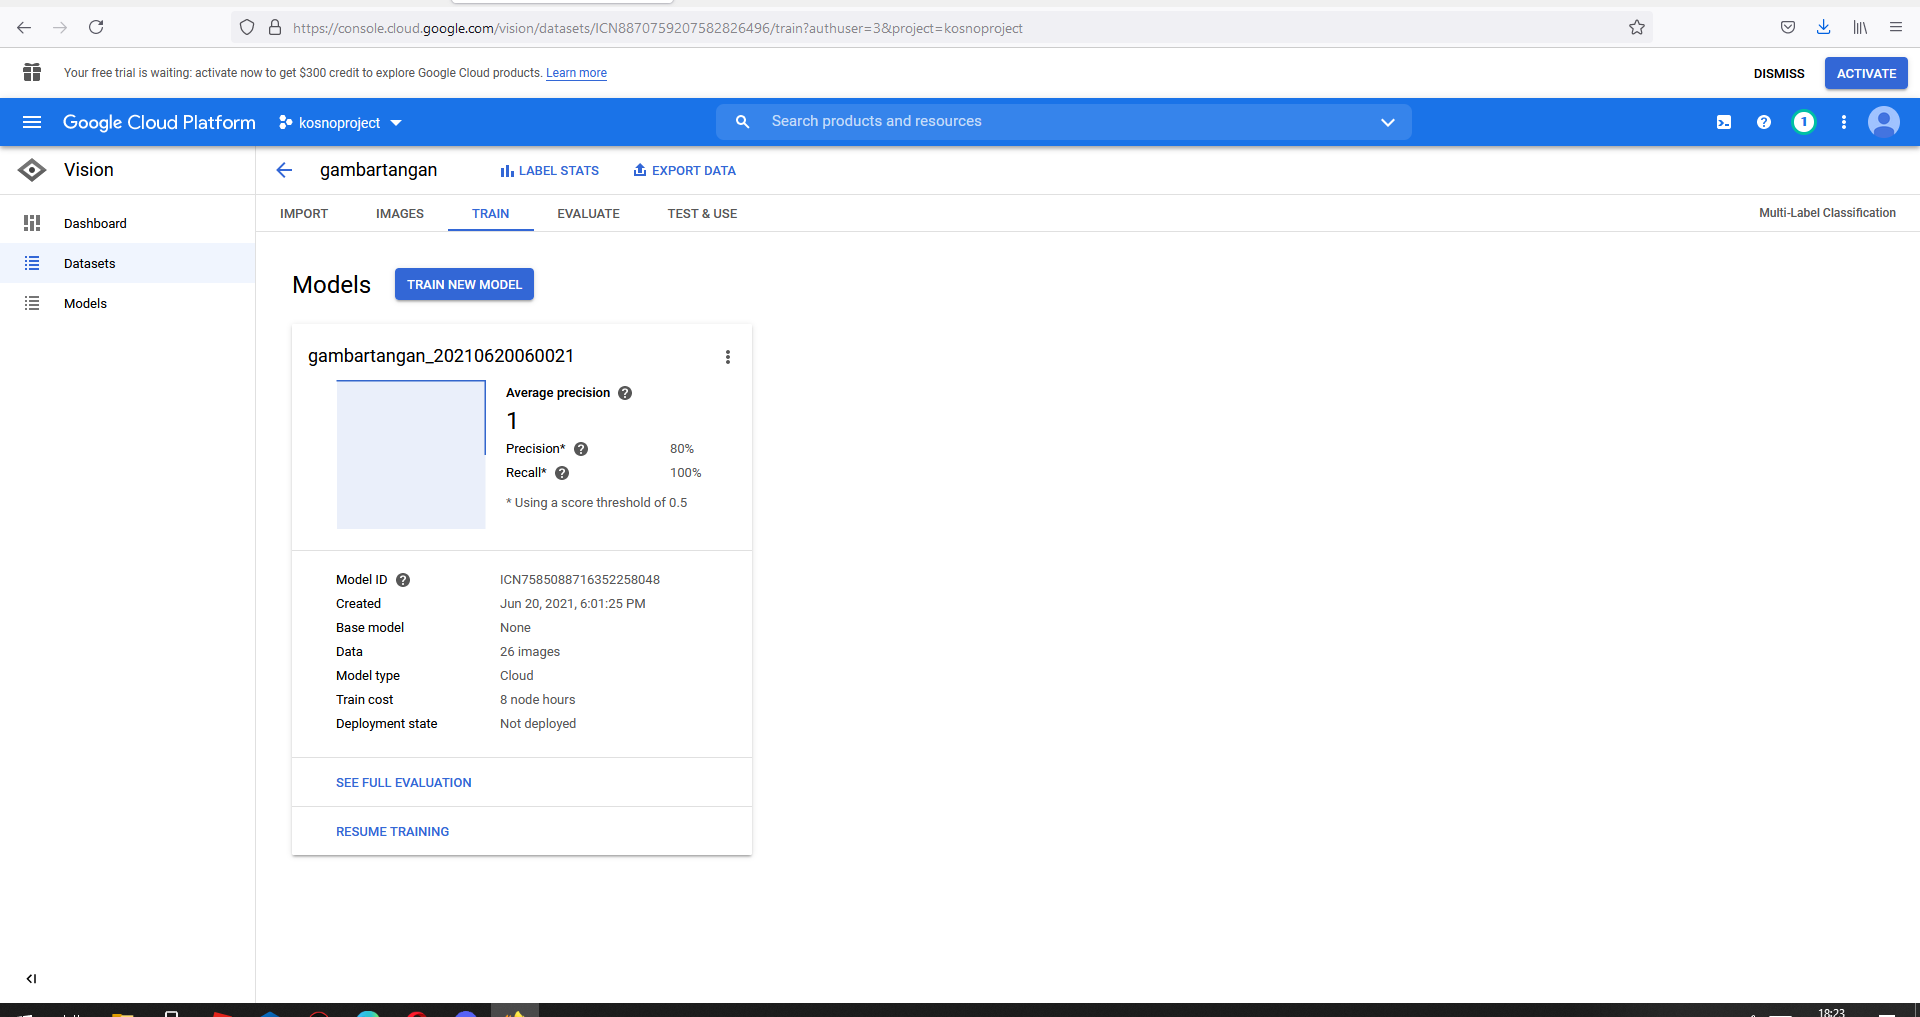 https://console.cloud.google.com/vision/datasets/ICN8870759207582826496/train?authuser=3&project=kosnoproject
Your free trial is waiting: activate now to get $300 credit to explore Google Cloud products. Learn more
DISMISS
ACTIVATE
Google Cloud Platform
kosnoproject
Search products and resources
1
Vision
gambartangan
LABEL STATS
EXPORT DATA
IMPORT
IMAGES
TRAIN
EVALUATE
TEST & USE
Multi-Label Classification
Dashboard
Datasets
Models
Models
TRAIN NEW MODEL
gambartangan_20210620060021
Average precision
1
Precision* 80%
Recall* 100%
* Using a score threshold of 0.5
Model ID ICN7585088716352258048
Created Jun 20, 2021, 6:01:25 PM
Base model None
Data 26 images
Model type Cloud
Train cost 8 node hours
Deployment state Not deployed
SEE FULL EVALUATION
RESUME TRAINING
18:23